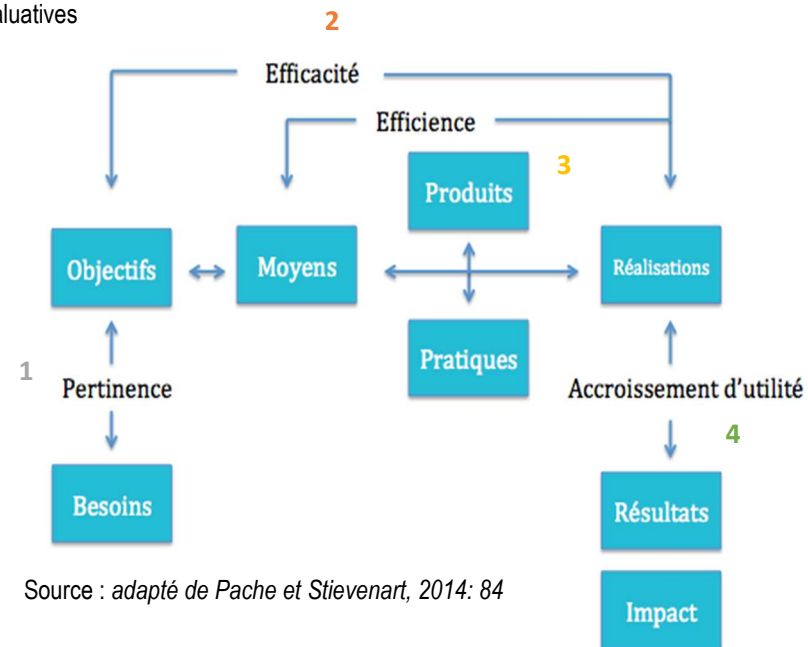 aluatives
2
Efficacité
Efficience
3
Produits
Objectifs
Moyens
Réalisations
Pratiques
1
Pertinence
Accroissement d'utilité
4
Besoins
Résultats
Source : adapté de Pache et Stievenart, 2014: 84
Impact